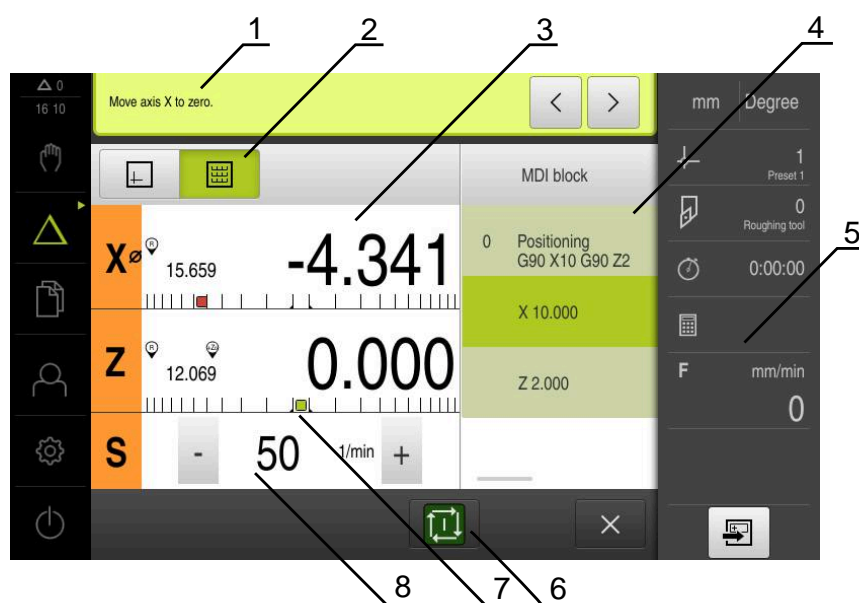 1
2
3
4
0
16 10
Move axis X to zero.
<
>
mm
Degree
1
Preset 1
MDI block
0
Roughing tool
5
X⌀
R
15.659
-4.341
0
Positioning
G90 X10 G90 Z2
0:00:00
X 10.000
Z
R
12.069
0.000
Z 2.000
F
mm/min
0
S
-
50
1/min
+
8
7
6